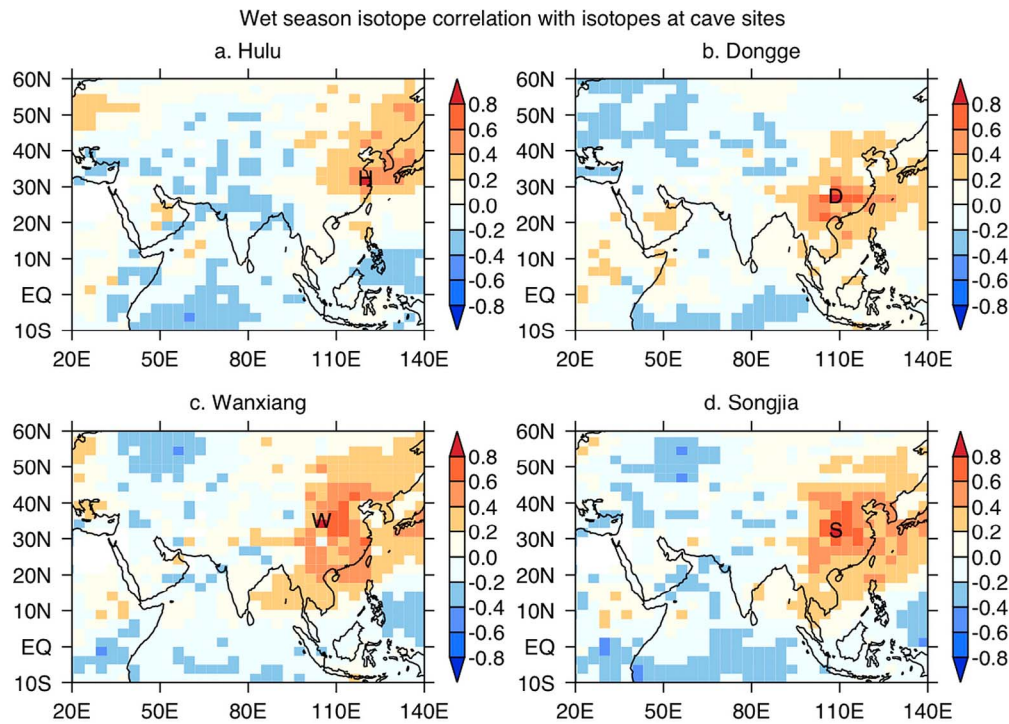 Wet season isotope correlation with isotopes at cave sites
a. Hulu
60N
50N
40N
30N
20N
10N
EQ
10S
20E 50E 80E 110E 140E
H
0.8
0.6
0.4
0.2
0.0
-0.2
-0.4
-0.6
-0.8
b. Dongge
60N
50N
40N
30N
20N
10N
EQ
10S
20E 50E 80E 110E 140E
D
0.8
0.6
0.4
0.2
0.0
-0.2
-0.4
-0.6
-0.8
c. Wanxiang
60N
50N
40N
30N
20N
10N
EQ
10S
20E 50E 80E 110E 140E
W
0.8
0.6
0.4
0.2
0.0
-0.2
-0.4
-0.6
-0.8
d. Songjia
60N
50N
40N
30N
20N
10N
EQ
10S
20E 50E 80E 110E 140E
S
0.8
0.6
0.4
0.2
0.0
-0.2
-0.4
-0.6
-0.8